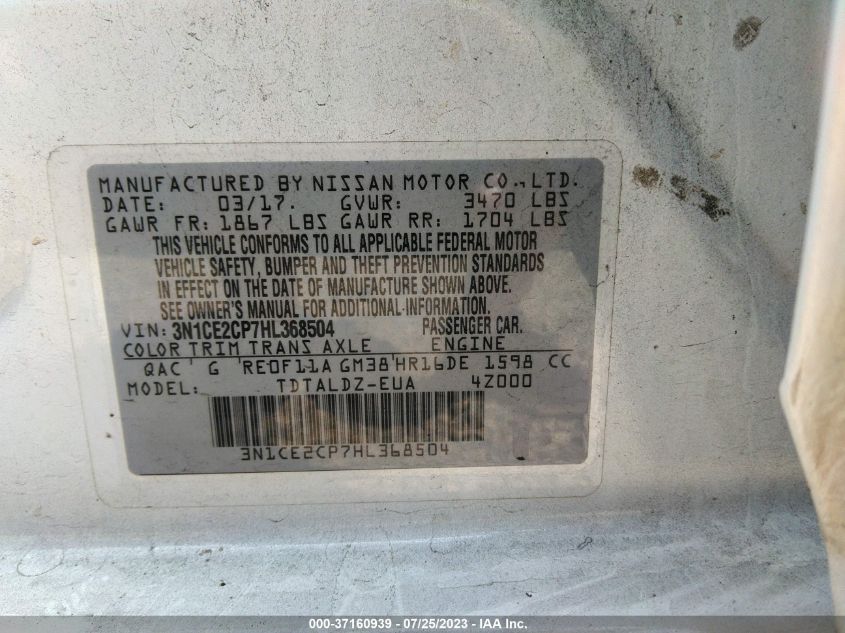 MANUFACTURED BY NISSAN MOTOR CO., LTD.
DATE: 03/17. GVWR: 3470 LBS
GAWR FR: 1867 LBS GAWR RR: 1704 LBS
THIS VEHICLE CONFORMS TO ALL APPLICABLE FEDERAL MOTOR
VEHICLE SAFETY, BUMPER AND THEFT PREVENTION STANDARDS
IN EFFECT ON THE DATE OF MANUFACTURE SHOWN ABOVE.
SEE OWNER'S MANUAL FOR ADDITIONAL-INFORMATION.
VIN: 3N1CE2CP7HL368504 PASSENGER CAR.
COLOR TRIM TRANS AXLE ENGINE
QAC G RE0F11A GM38 HR16DE 1598 CC
MODEL: TDTALDZ-EUA 4Z000
3N1CE2CP7HL368504
000-37160939 / 07/25/2023 / IAA Inc.